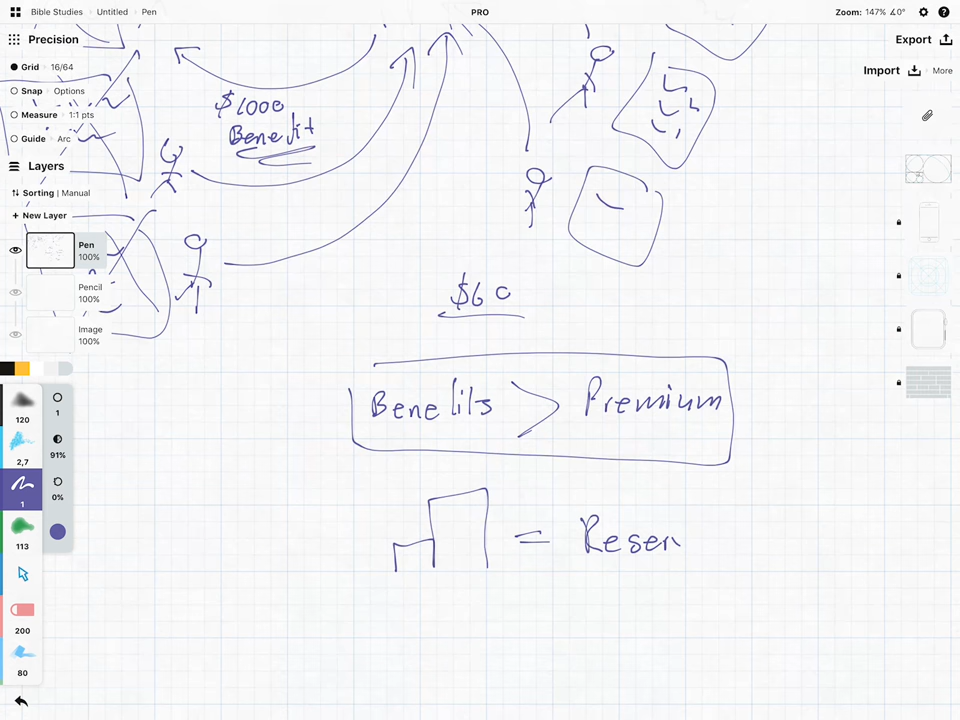 Bible Studies Untitled Pen
PRO
Zoom: 147% ∠0°
Precision
Export
Grid 16/64
Import
More
Snap Options
Measure 1:1 pts
Guide Arc
Layers
Sorting | Manual
+ New Layer
Pen
100%
Pencil
100%
Image
100%
120
1
2,7
91%
1
0%
113
200
80
$1000
Benefit
$60
Benefits > Premium
= Reser